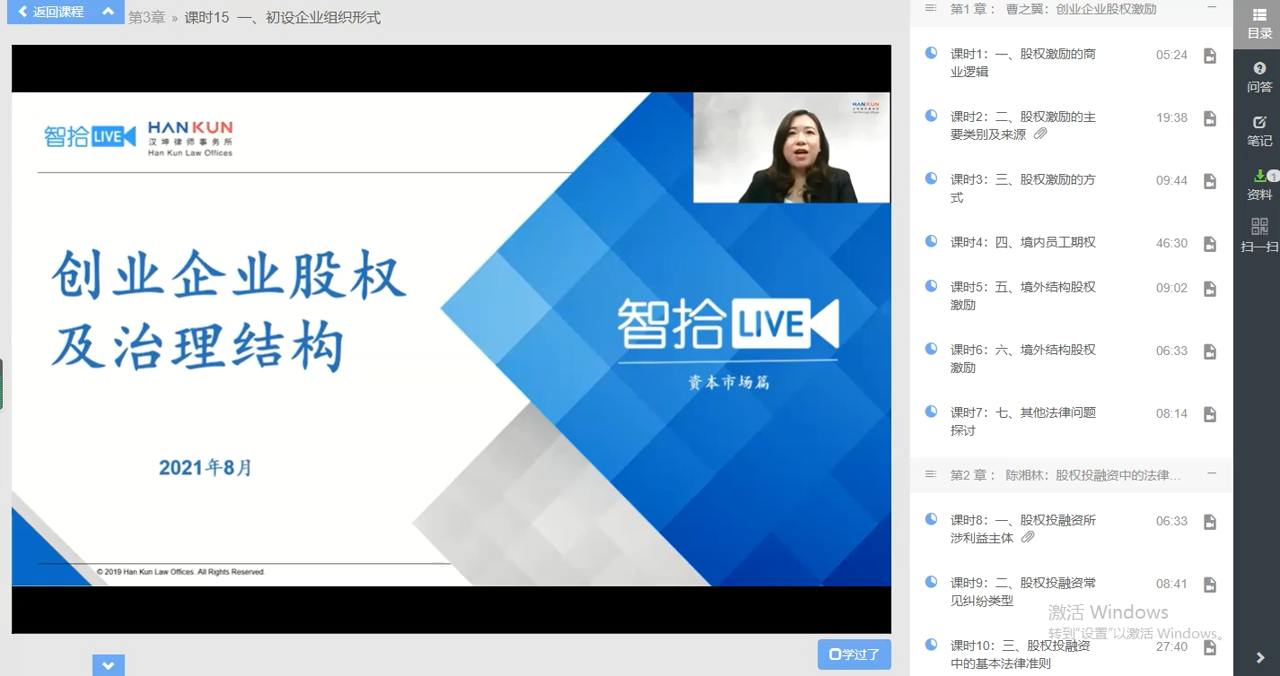 返回课程
第3章 » 课时15 一、初设企业组织形式
智拾LIVE
HANKUN
汉坤律师事务所
Han Kun Law Offices
HANKUN
创业企业股权
及治理结构
2021年8月
© 2019 Han Kun Law Offices. All Rights Reserved.
智拾LIVE
資本市场篇
学过了
第1章： 曹之翼：创业企业股权激励
课时1：一、股权激励的商
业逻辑
05:24
课时2：二、股权激励的主
要类别及来源
19:38
课时3：三、股权激励的方
式
09:44
课时4：四、境内员工期权
46:30
课时5：五、境外结构股权
激励
09:02
课时6：六、境外结构股权
激励
06:33
课时7：七、其他法律问题
探讨
08:14
第2章： 陈湘林：股权投融资中的法律...
课时8：一、股权投融资所
涉利益主体
06:33
课时9：二、股权投融资常
见纠纷类型
08:41
课时10：三、股权投融资
中的基本法律准则
27:40
激活 Windows
转到"设置"以激活 Windows。
目录
问答
笔记
1
资料
扫一扫